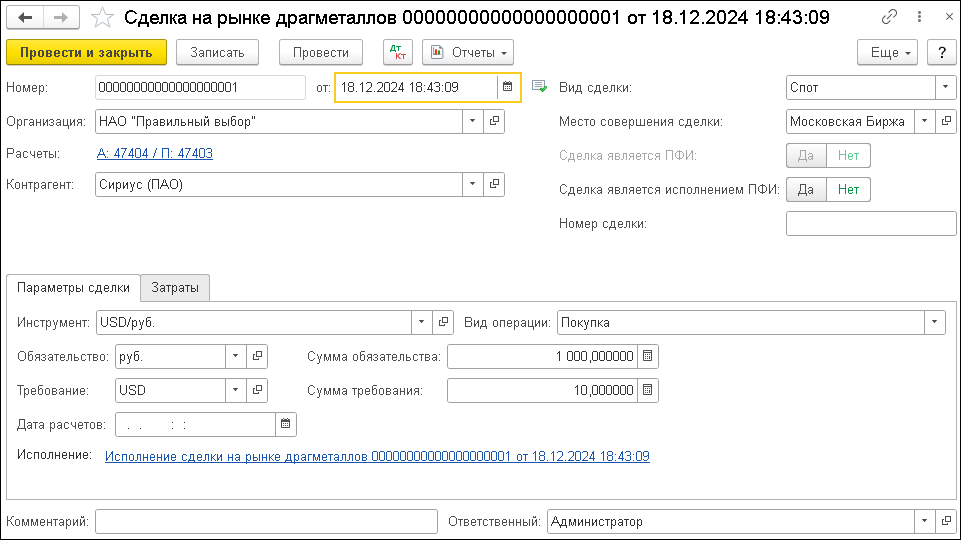 Сделка на рынке драгметаллов 00000000000000000001 от 18.12.2024 18:43:09
Провести и закрыть Записать Провести Дт Кт Отчеты Еще ?
Номер: 00000000000000000001 от: 18.12.2024 18:43:09 Вид сделки: Спот
Организация: НАО "Правильный выбор" Место совершения сделки: Московская Биржа
Расчеты: А: 47404 / П: 47403 Сделка является ПФИ: Да Нет
Контрагент: Сириус (ПАО) Сделка является исполнением ПФИ: Да Нет
Номер сделки:
Параметры сделки Затраты
Инструмент: USD/руб. Вид операции: Покупка
Обязательство: руб. Сумма обязательства: 1 000,000000
Требование: USD Сумма требования: 10,000000
Дата расчетов: . . : :
Исполнение: Исполнение сделки на рынке драгметаллов 00000000000000000001 от 18.12.2024 18:43:09
Комментарий: Ответственный: Администратор